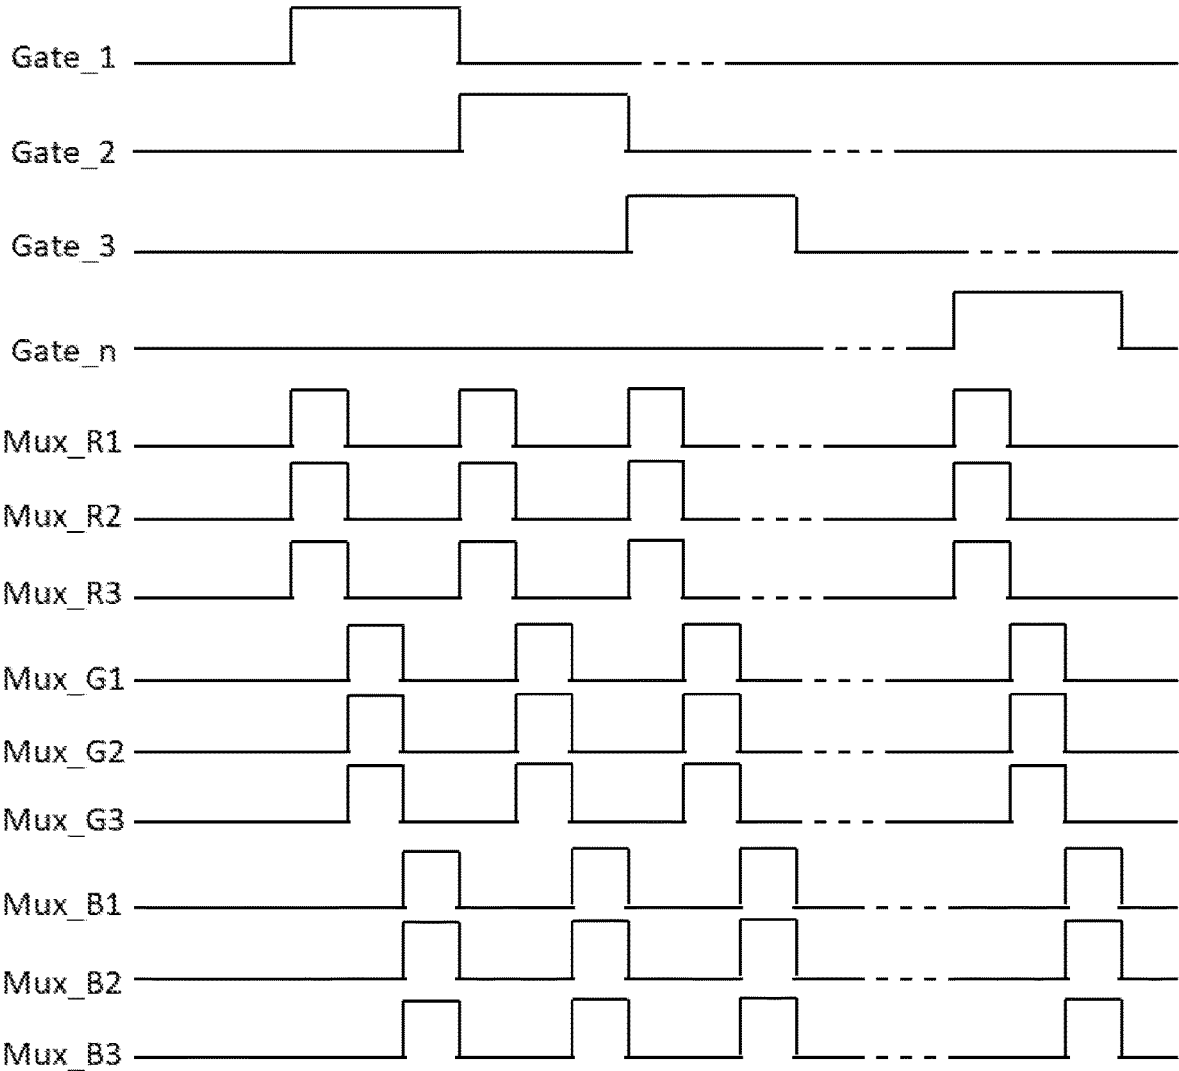 Gate_1
Gate_2
Gate_3
Gate_n
Mux_R1
Mux_R2
Mux_R3
Mux_G1
Mux_G2
Mux_G3
Mux_B1
Mux_B2
Mux_B3